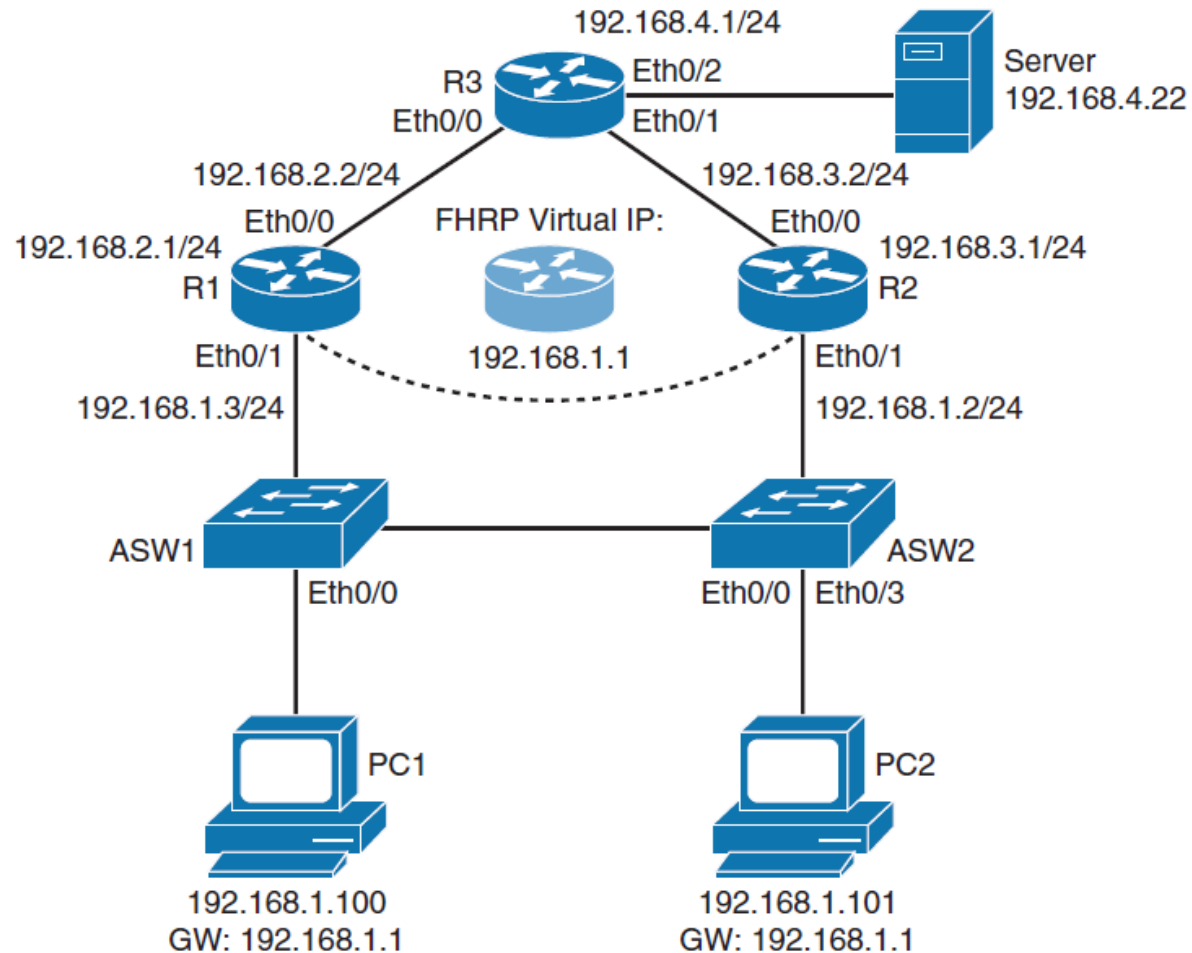 192.168.4.1/24
R3
Eth0/2
Server
192.168.4.22
Eth0/0
Eth0/1
192.168.2.2/24
192.168.3.2/24
Eth0/0
FHRP Virtual IP:
Eth0/0
192.168.2.1/24
192.168.3.1/24
R1
R2
Eth0/1
192.168.1.1
Eth0/1
192.168.1.3/24
192.168.1.2/24
ASW1
ASW2
Eth0/0
Eth0/0
Eth0/3
PC1
PC2
192.168.1.100
GW: 192.168.1.1
192.168.1.101
GW: 192.168.1.1